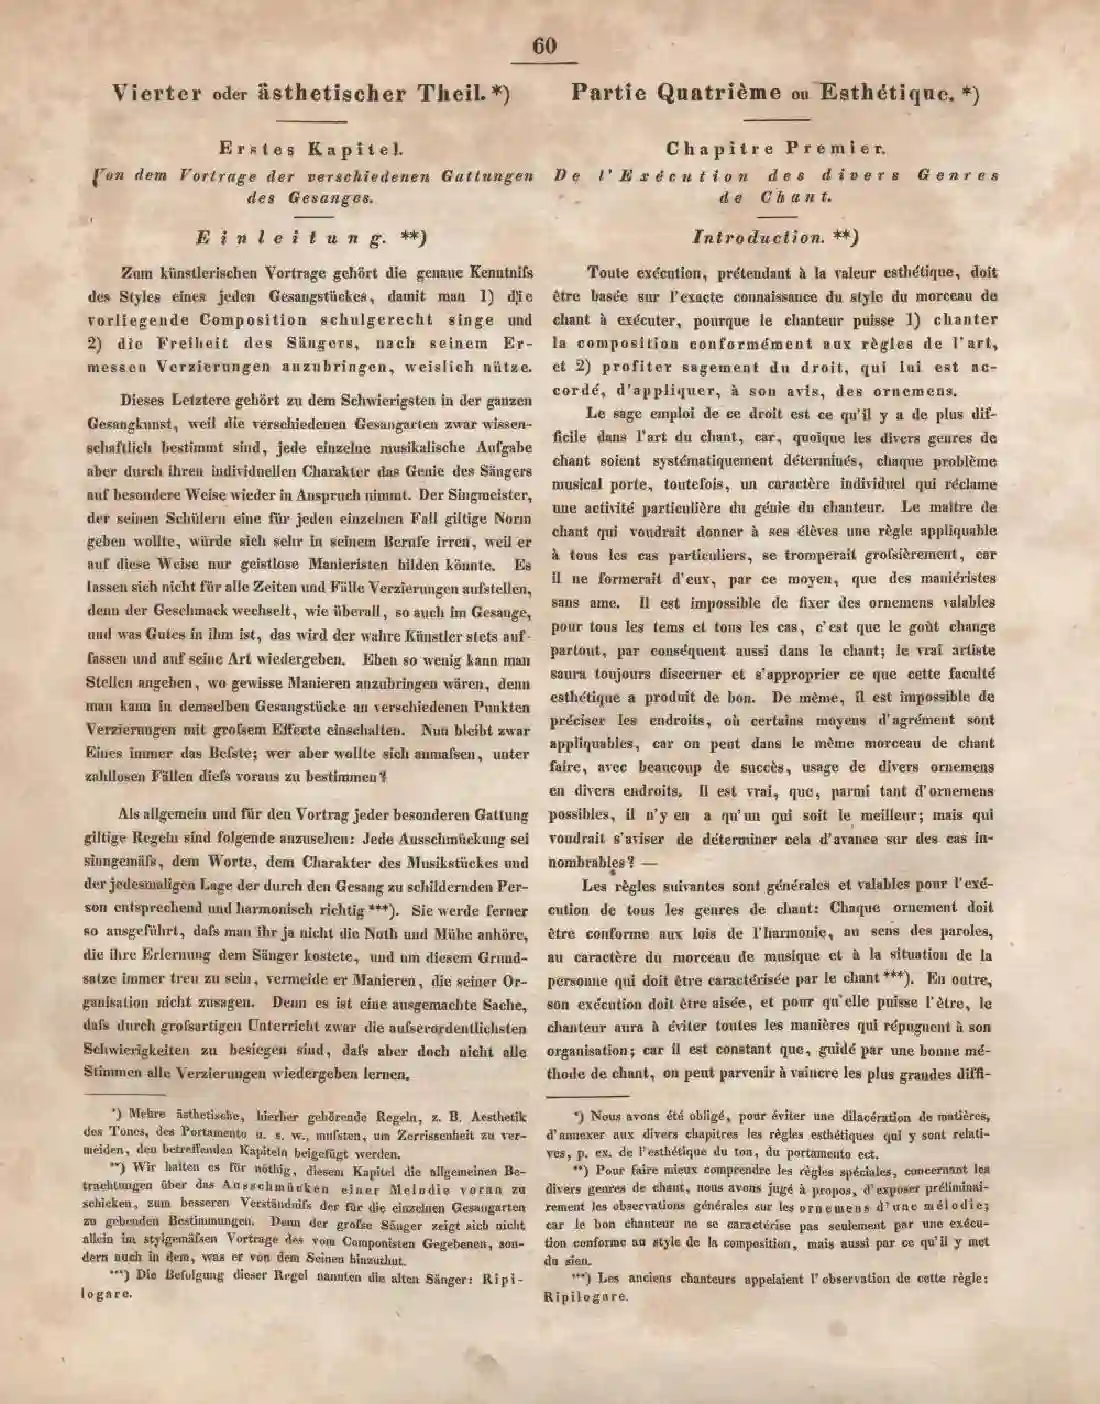 60
Vierter oder ästhetischer Theil. *)
Erstes Kapitel.
Von dem Vortrage der verschiedenen Gattungen
des Gesanges.
Einleitung. **)
Zum künstlerischen Vortrage gehört die genaue Kenntniſs
des Styles eines jeden Gesangstückes, damit man 1) die
vorliegende Composition schulgerecht singe und
2) die Freiheit des Sängers, nach seinem Er-
messen Verzierungen anzubringen, weislich nütze.
Dieses Letztere gehört zu dem Schwierigsten in der ganzen
Gesangkunst, weil die verschiedenen Gesangarten zwar wissen-
schaftlich bestimmt sind, jede einzelne musikalische Aufgabe
aber durch ihren individuellen Charakter das Genie des Sängers
auf besondere Weise wieder in Anspruch nimmt. Der Singmeister,
der seinen Schülern eine für jeden einzelnen Fall giltige Norm
geben wollte, würde sich sehr in seinem Berufe irren, weil er
auf diese Weise nur geistlose Manieristen bilden könnte. Es
lassen sich nicht für alle Zeiten und Fälle Verzierungen aufstellen,
denn der Geschmack wechselt, wie überall, so auch im Gesange,
und was Gutes in ihm ist, das wird der wahre Künstler stets auf-
fassen und auf seine Art wiedergeben. Eben so wenig kann man
Stellen angeben, wo gewisse Manieren anzubringen wären, denn
man kann in demselben Gesangstücke an verschiedenen Punkten
Verzierungen mit groſsem Effecte einschalten. Nun bleibt zwar
Eines immer das Beſste; wer aber wollte sich anmaſsen, unter
zahllosen Fällen dieſs voraus zu bestimmen?
Als allgemein und für den Vortrag jeder besonderen Gattung
giltige Regeln sind folgende anzusehen: Jede Ausschmückung sei
sinngemäſs, dem Worte, dem Charakter des Musikstückes und
der jedesmaligen Lage der durch den Gesang zu schildernden Per-
son entsprechend und harmonisch richtig ***). Sie werde ferner
so ausgeführt, daſs man ihr ja nicht die Noth und Mühe anhöre,
die ihre Erlernung dem Sänger kostete, und um diesem Grund-
satze immer treu zu sein, vermeide er Manieren, die seiner Or-
ganisation nicht zusagen. Denn es ist eine ausgemachte Sache,
daſs durch groſsartigen Unterricht zwar die auſserordentlichsten
Schwierigkeiten zu besiegen sind, daſs aber doch nicht alle
Stimmen alle Verzierungen wiedergeben lernen.
*) Mehre ästhetische, hierher gehörende Regeln, z. B. Aesthetik
des Tones, des Portamento u. s. w., muſsten, um Zerrissenheit zu ver-
meiden, den betreffenden Kapiteln beigefügt werden.
**) Wir halten es für nöthig, diesem Kapitel die allgemeinen Be-
trachtungen über das Ausschmücken einer Melodie voran zu
schicken, zum besseren Verständniſs der für die einzelnen Gesangarten
zu gebenden Bestimmungen. Denn der groſse Sänger zeigt sich nicht
allein im stylgemäſsen Vortrage des vom Componisten Gegebenen, son-
dern auch in dem, was er von dem Seinen hinzuthut.
***) Die Befolgung dieser Regel nannten die alten Sänger: Ripi-
logare.
Partie Quatrième ou Esthétique. *)
Chapitre Premier.
De l'Exécution des divers Genres
de Chant.
Introduction. **)
Toute exécution, prétendant à la valeur esthétique, doit
être basée sur l'exacte connaissance du style du morceau de
chant à exécuter, pourque le chanteur puisse 1) chanter
la composition conformément aux règles de l'art,
et 2) profiter sagement du droit, qui lui est ac-
cordé, d'appliquer, à son avis, des ornemens.
Le sage emploi de ce droit est ce qu'il y a de plus dif-
ficile dans l'art du chant, car, quoique les divers genres de
chant soient systématiquement déterminés, chaque problème
musical porte, toutefois, un caractère individuel qui réclame
une activité particulière du génie du chanteur. Le maître de
chant qui voudrait donner à ses élèves une règle appliquable
à tous les cas particuliers, se tromperait groſsièrement, car
il ne formerait d'eux, par ce moyen, que des maniéristes
sans ame. Il est impossible de fixer des ornemens valables
pour tous les tems et tous les cas, c'est que le goût change
partout, par conséquent aussi dans le chant; le vrai artiste
saura toujours discerner et s'approprier ce que cette faculté
esthétique a produit de bon. De même, il est impossible de
préciser les endroits, où certains moyens d'agrément sont
appliquables, car on peut dans le même morceau de chant
faire, avec beaucoup de succès, usage de divers ornemens
en divers endroits. Il est vrai, que, parmi tant d'ornemens
possibles, il n'y en a qu'un qui soit le meilleur; mais qui
voudrait s'aviser de déterminer cela d'avance sur des cas in-
nombrables? —
Les règles suivantes sont générales et valables pour l'exé-
cution de tous les genres de chant: Chaque ornement doit
être conforme aux lois de l'harmonie, au sens des paroles,
au caractère du morceau de musique et à la situation de la
personne qui doit être caractérisée par le chant ***). En outre,
son exécution doit être aisée, et pour qu'elle puisse l'être, le
chanteur aura à éviter toutes les manières qui répugnent à son
organisation; car il est constant que, guidé par une bonne mé-
thode de chant, on peut parvenir à vaincre les plus grandes diffi-
*) Nous avons été obligé, pour éviter une dilacération de matières,
d'annexer aux divers chapitres les règles esthétiques qui y sont relati-
ves, p. ex. de l'esthétique du ton, du portamento est.
**) Pour faire mieux comprendre les règles spéciales, concernant les
divers genres de chant, nous avons jugé à propos, d'exposer préliminai-
rement les observations générales sur les ornemens d'une mélodie;
car le bon chanteur ne se caractérise pas seulement par une exécu-
tion conforme au style de la composition, mais aussi par ce qu'il y met
du sien.
***) Les anciens chanteurs appelaient l'observation de cette règle:
Ripilogare.